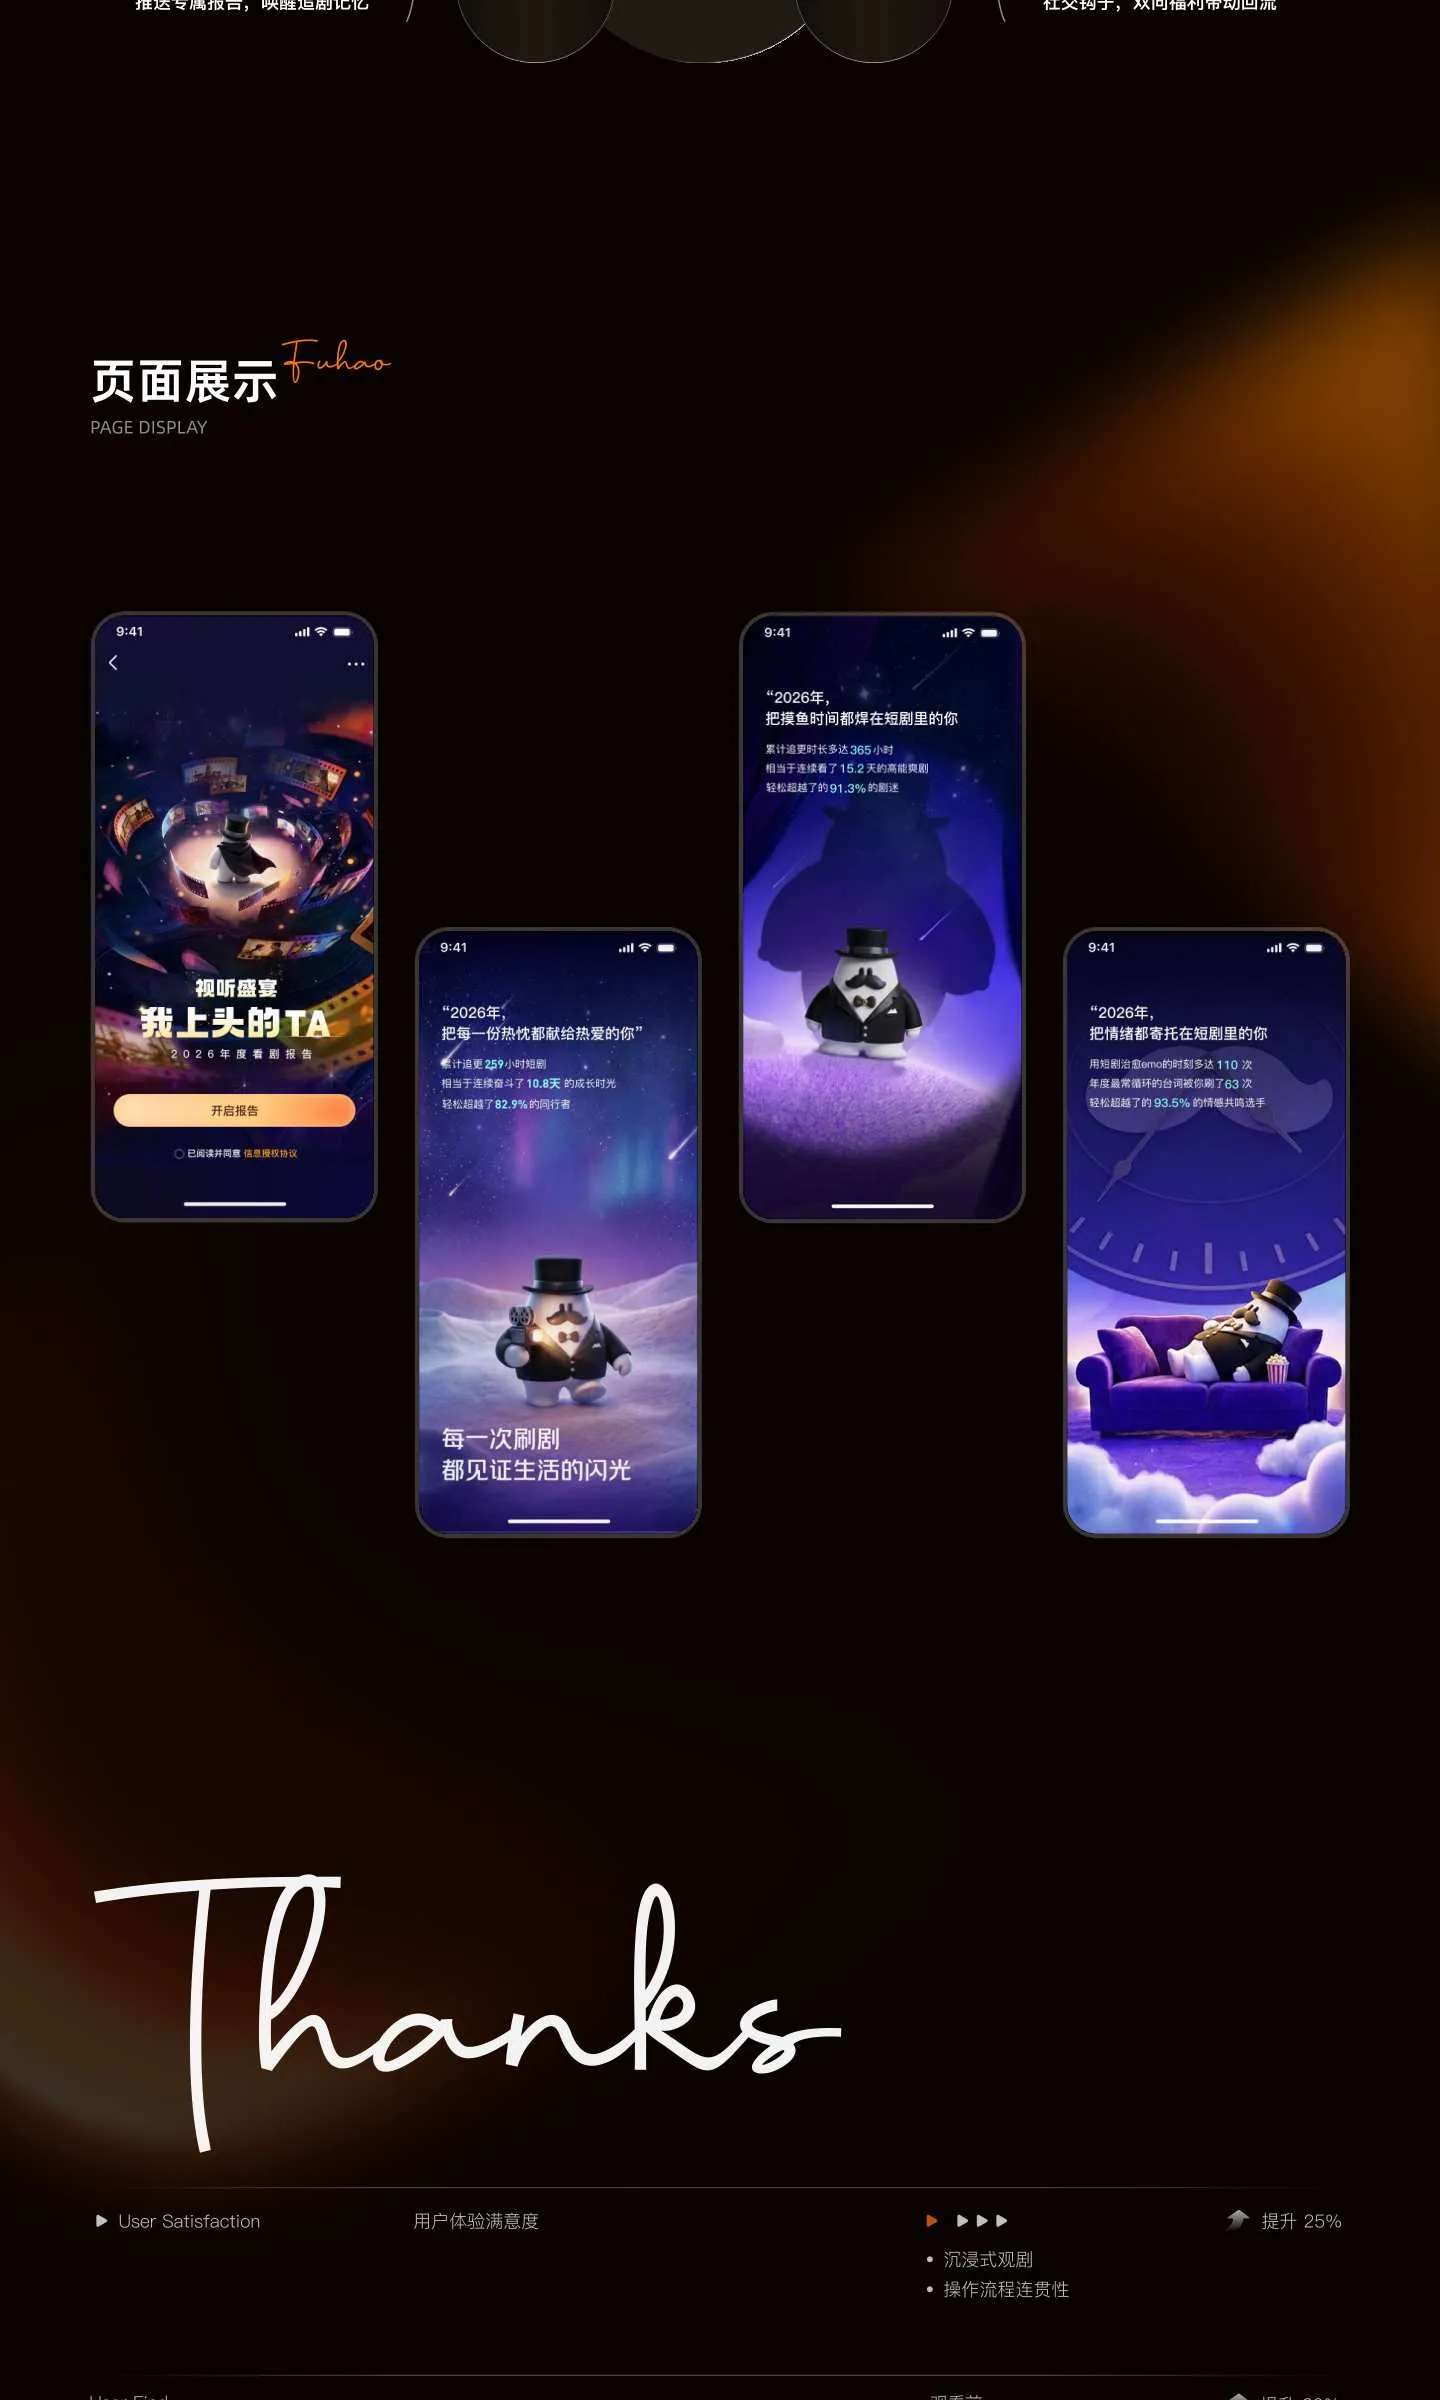 推送专属报告，唤醒追剧记忆
社交钩子，双向福利带动回流
页面展示
Fuhao
PAGE DISPLAY
9:41
视听盛宴
我上头的TA
2026年度看剧报告
开启报告
已阅读并同意 信息授权协议
9:41
“2026年，
把每一份热忱都献给热爱的你”
累计追更259小时短剧
相当于连续奋斗了10.8天 的成长时光
轻松超越了82.9%的同行者
每一次刷剧
都见证生活的闪光
9:41
“2026年，
把摸鱼时间都焊在短剧里的你
累计追更时长多达365小时
相当于连续看了15.2天的高能爽剧
轻松超越了的91.3%的剧迷
9:41
“2026年，
把情绪都寄托在短剧里的你
用短剧治愈emo的时刻多达 110 次
年度最常循环的台词被你刷了63 次
轻松超越了的 93.5% 的情感共鸣选手
Thanks
User Satisfaction
用户体验满意度
提升 25%
• 沉浸式观剧
• 操作流程连贯性